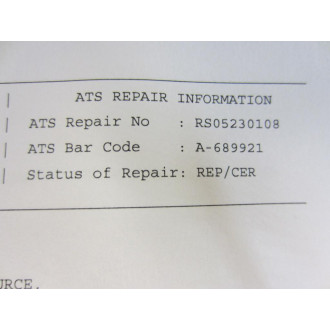 | ATS REPAIR INFORMATION
| ATS Repair No : RS05230108
| ATS Bar Code : A-689921
| Status of Repair: REP/CER